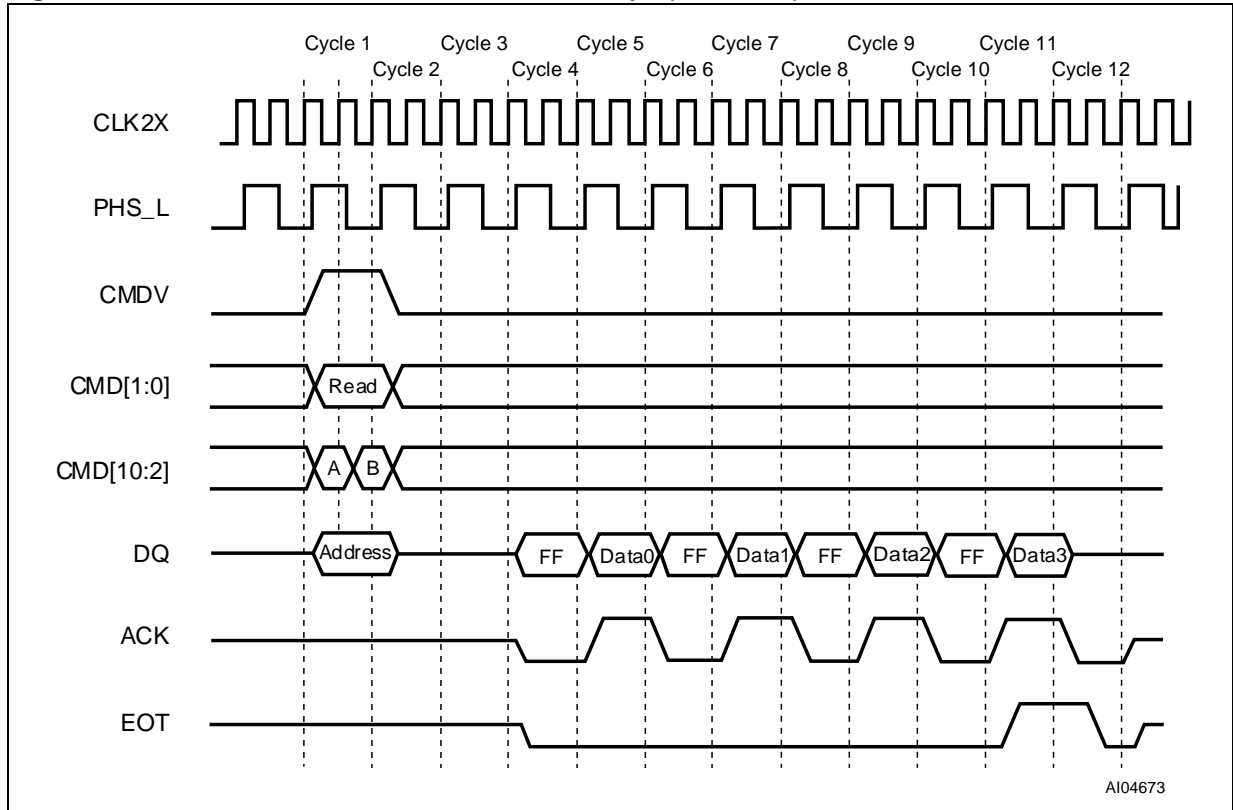 Cycle 1 Cycle 3 Cycle 5 Cycle 7 Cycle 9 Cycle 11
Cycle 2 Cycle 4 Cycle 6 Cycle 8 Cycle 10 Cycle 12
CLK2X
PHS_L
CMDV
CMD[1:0] Read
CMD[10:2] A B
DQ Address FF Data0 FF Data1 FF Data2 FF Data3
ACK
EOT
AI04673